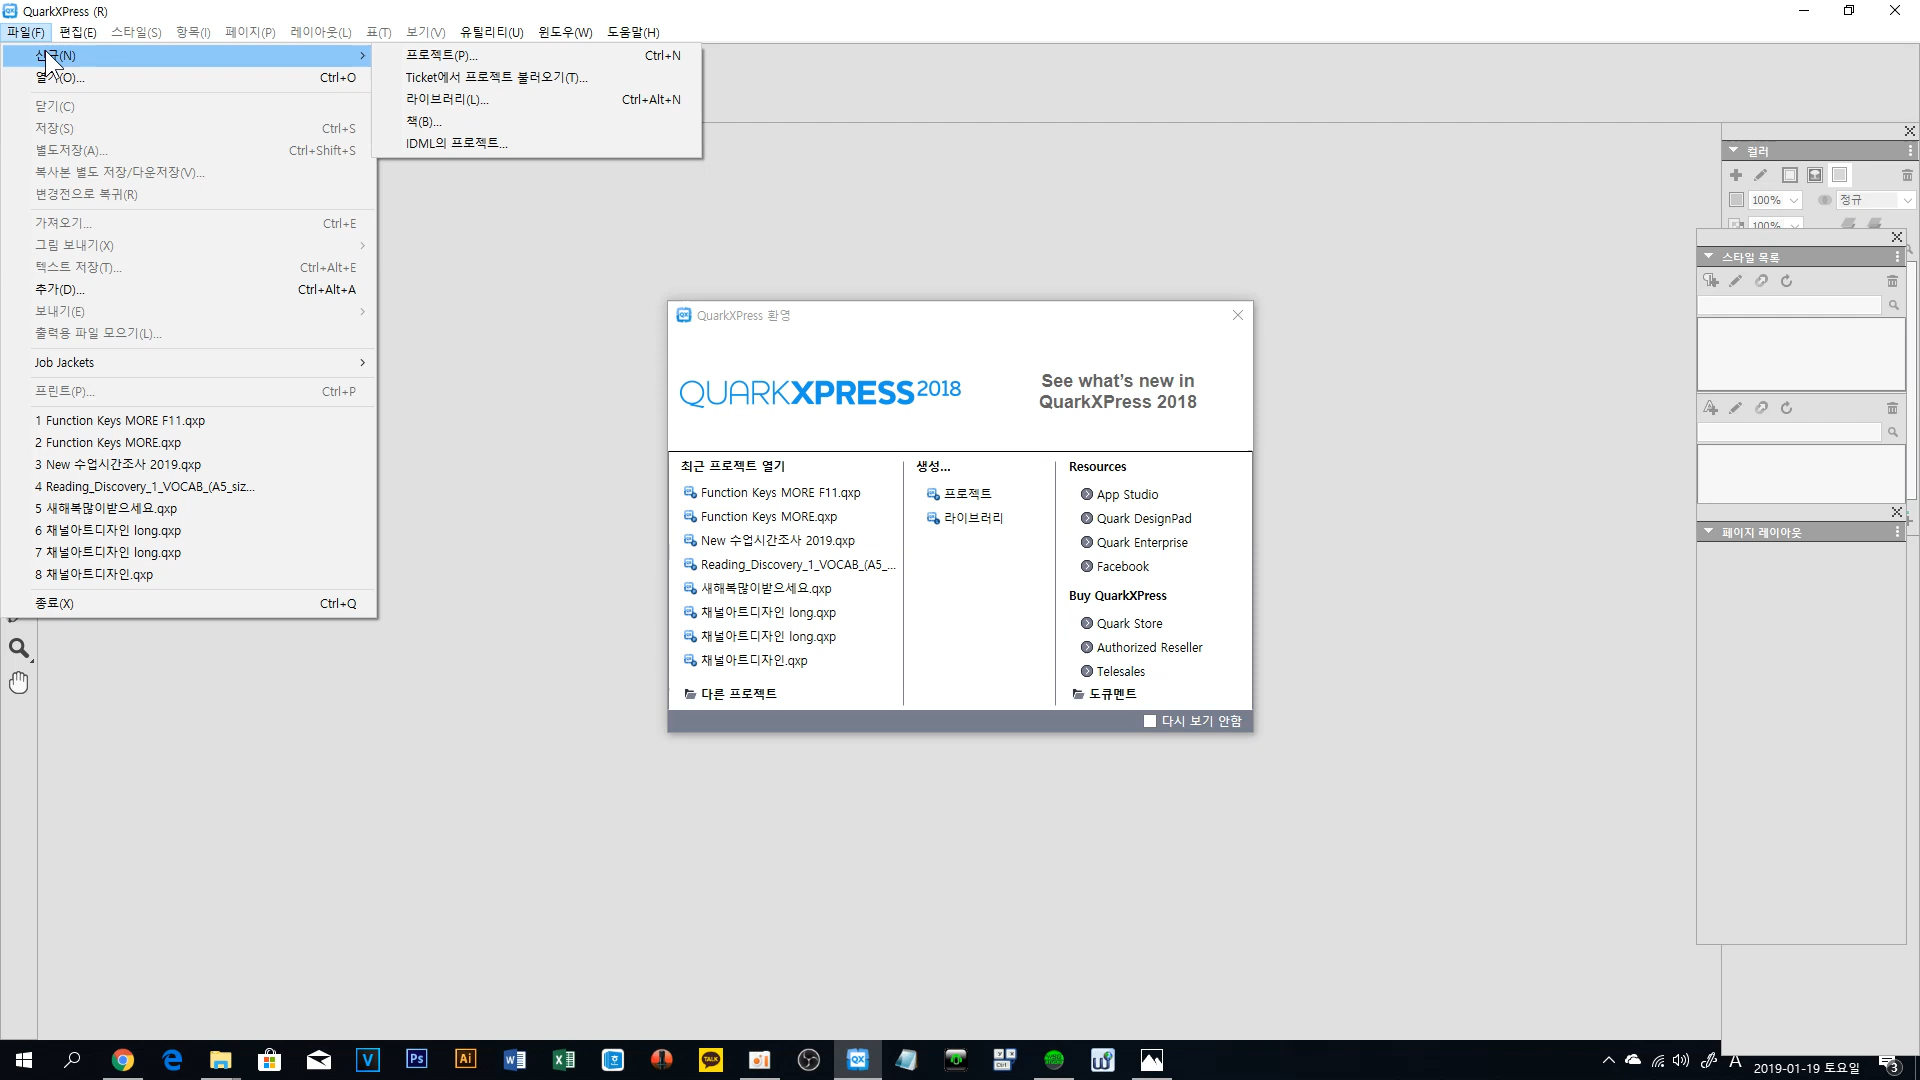 QuarkXPress (R)
파일(F) 편집(E) 스타일(S) 항목(I) 페이지(P) 레이아웃(L) 표(T) 보기(V) 유틸리티(U) 윈도우(W) 도움말(H)
신규(N)
열기(O)... Ctrl+O
닫기(C)
저장(S) Ctrl+S
별도저장(A)... Ctrl+Shift+S
복사본 별도 저장/다운저장(V)...
변경전으로 복귀(R)
가져오기... Ctrl+E
그림 보내기(X)
텍스트 저장(T)... Ctrl+Alt+E
추가(D)... Ctrl+Alt+A
보내기(E)
출력용 파일 모으기(L)...
Job Jackets
프린트(P)... Ctrl+P
1 Function Keys MORE F11.qxp
2 Function Keys MORE.qxp
3 New 수업시간조사 2019.qxp
4 Reading_Discovery_1_VOCAB_(A5_siz...
5 새해복많이받으세요.qxp
6 채널아트디자인 long.qxp
7 채널아트디자인 long.qxp
8 채널아트디자인.qxp
종료(X) Ctrl+Q
프로젝트(P)... Ctrl+N
Ticket에서 프로젝트 불러오기(T)...
라이브러리(L)... Ctrl+Alt+N
책(B)...
IDML의 프로젝트...
QuarkXPress 환영
QUARKXPRESS 2018
See what's new in
QuarkXPress 2018
최근 프로젝트 열기
Function Keys MORE F11.qxp
Function Keys MORE.qxp
New 수업시간조사 2019.qxp
Reading_Discovery_1_VOCAB_(A5_...
새해복많이받으세요.qxp
채널아트디자인 long.qxp
채널아트디자인 long.qxp
채널아트디자인.qxp
다른 프로젝트
생성...
프로젝트
라이브러리
Resources
App Studio
Quark DesignPad
Quark Enterprise
Facebook
Buy QuarkXPress
Quark Store
Authorized Reseller
Telesales
도큐멘트
다시 보기 안함
컬러
100% 정규
100%
스타일 목록
페이지 레이아웃
A 2019-01-19 토요일 3